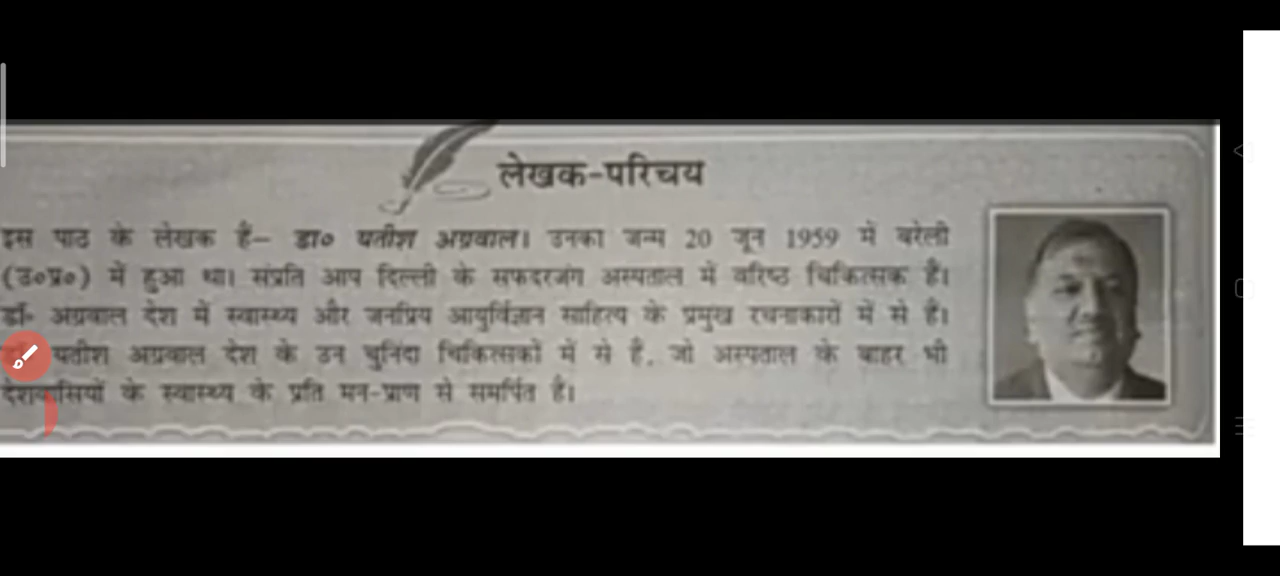 लेखक-परिचय
इस पाठ के लेखक हैं– डा० यतीश अग्रवाल। उनका जन्म 20 जून 1959 में बरेली
(उ०प्र०) में हुआ था। संप्रति आप दिल्ली के सफदरजंग अस्पताल में वरिष्ठ चिकित्सक हैं।
डॉ॰ अग्रवाल देश में स्वास्थ्य और जनप्रिय आयुर्विज्ञान साहित्य के प्रमुख रचनाकारों में से हैं।
यतीश अग्रवाल देश के उन चुनिंदा चिकित्सकों में से हैं, जो अस्पताल के बाहर भी
देशवासियों के स्वास्थ्य के प्रति मन-प्राण से समर्पित हैं।